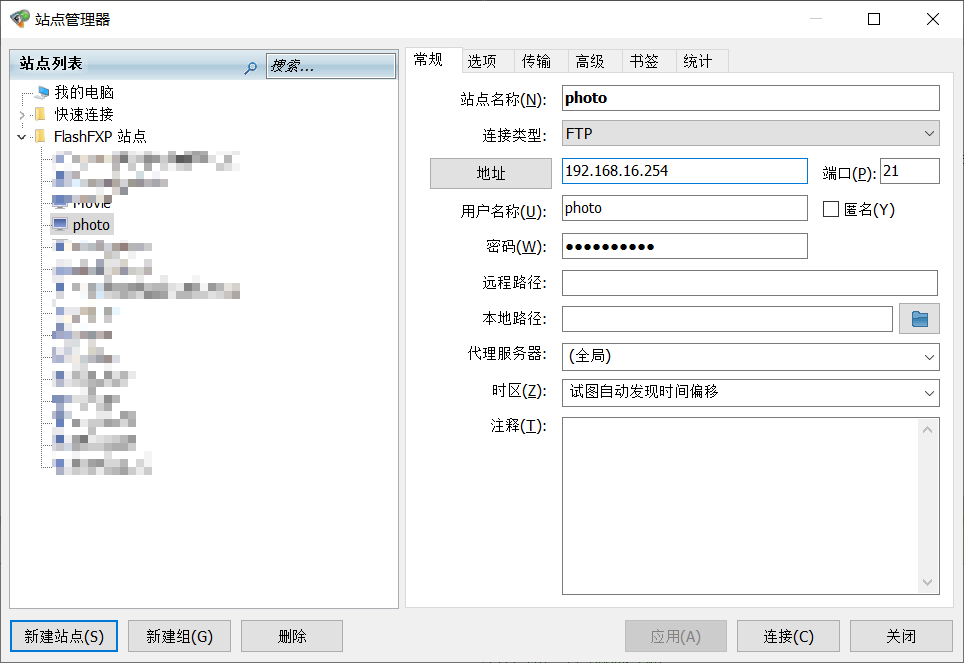 站点管理器
站点列表
搜索...
我的电脑
快速连接
FlashFXP 站点
Movie
photo
常规 选项 传输 高级 书签 统计
站点名称(N): photo
连接类型: FTP
地址 192.168.16.254 端口(P): 21
用户名称(U): photo 匿名(Y)
密码(W): ●●●●●●●●●●
远程路径:
本地路径:
代理服务器: (全局)
时区(Z): 试图自动发现时间偏移
注释(T):
新建站点(S) 新建组(G) 删除 应用(A) 连接(C) 关闭